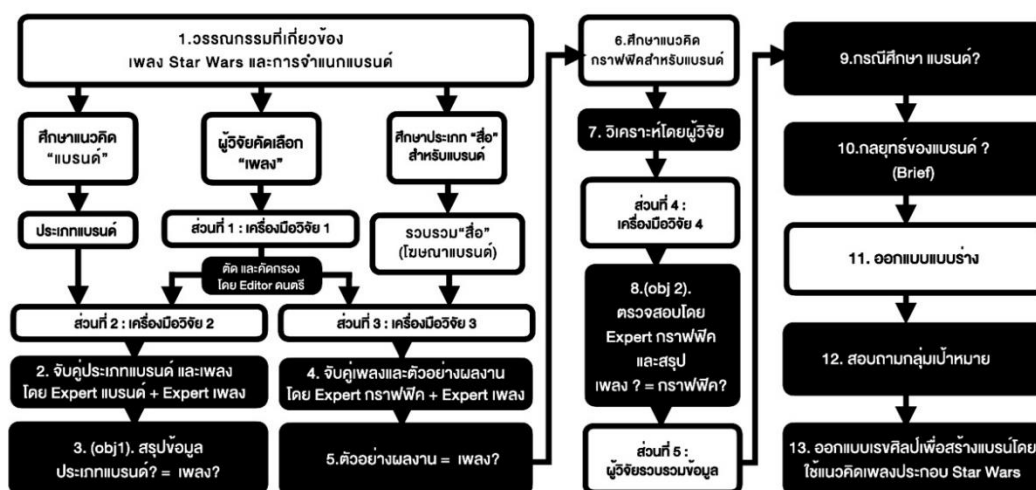 1.วรรณกรรมที่เกี่ยวข้อง
เพลง Star Wars และการจำแนกแบรนด์
ศึกษาแนวคิด
“แบรนด์”
ผู้วิจัยคัดเลือก
“เพลง”
ศึกษาประเภท “สื่อ”
สำหรับแบรนด์
ประเภทแบรนด์
ส่วนที่ 1 : เครื่องมือวิจัย 1
รวบรวม“สื่อ”
(โฆษณาแบรนด์)
ตัด และคัดกรอง
โดย Editor ดนตรี
ส่วนที่ 2 : เครื่องมือวิจัย 2
ส่วนที่ 3 : เครื่องมือวิจัย 3
2. จับคู่ประเภทแบรนด์ และเพลง
โดย Expert แบรนด์ + Expert เพลง
4. จับคู่เพลงและตัวอย่างผลงาน
โดย Expert กราฟฟิค + Expert เพลง
3. (obj1). สรุปข้อมูล
ประเภทแบรนด์? = เพลง?
5.ตัวอย่างผลงาน = เพลง?
6.ศึกษาแนวคิด
กราฟฟิคสำหรับแบรนด์
7. วิเคราะห์โดยผู้วิจัย
ส่วนที่ 4 :
เครื่องมือวิจัย 4
8.(obj 2).
ตรวจสอบโดย
Expert กราฟฟิค
และสรุป
เพลง ? = กราฟฟิค?
ส่วนที่ 5 :
ผู้วิจัยรวบรวมข้อมูล
9.กรณีศึกษา แบรนด์?
10.กลยุทธ์ของแบรนด์ ?
(Brief)
11. ออกแบบแบบร่าง
12. สอบถามกลุ่มเป้าหมาย
13. ออกแบบเรขศิลป์เพื่อสร้างแบรนโดย
ใช้แนวคิดเพลงประกอบ Star Wars